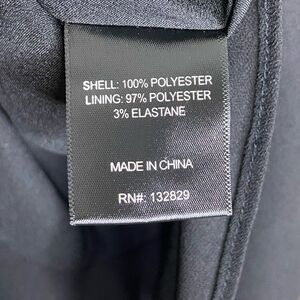 SHELL: 100% POLYESTER
LINING: 97% POLYESTER
3% ELASTANE
MADE IN CHINA
RN#: 132829